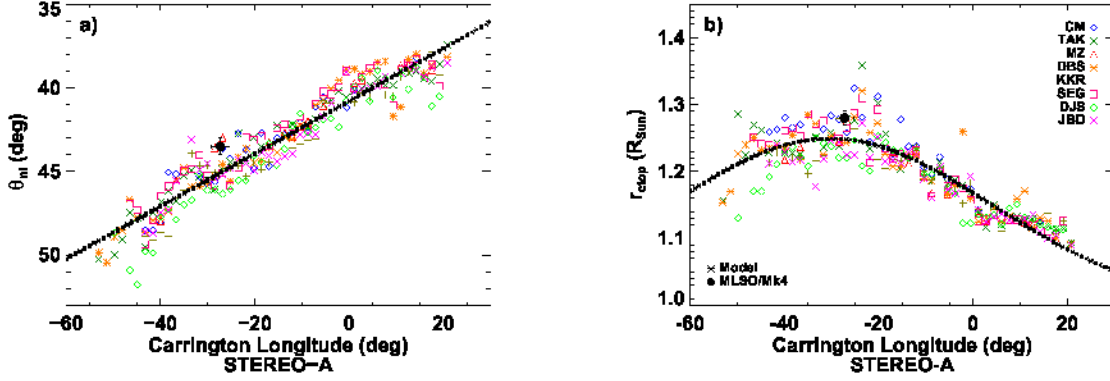 a)
35
40
45
50
θnl (deg)
−60 −40 −20 0 20
Carrington Longitude (deg)
STEREO−A
b)
1.4
1.3
1.2
1.1
1.0
rctop (RSun)
CM
TAK
MZ
DBS
KKR
SEG
DJS
JBD
Model
MLSO/Mk4
-60 -40 -20 0 20
Carrington Longitude (deg)
STEREO-A